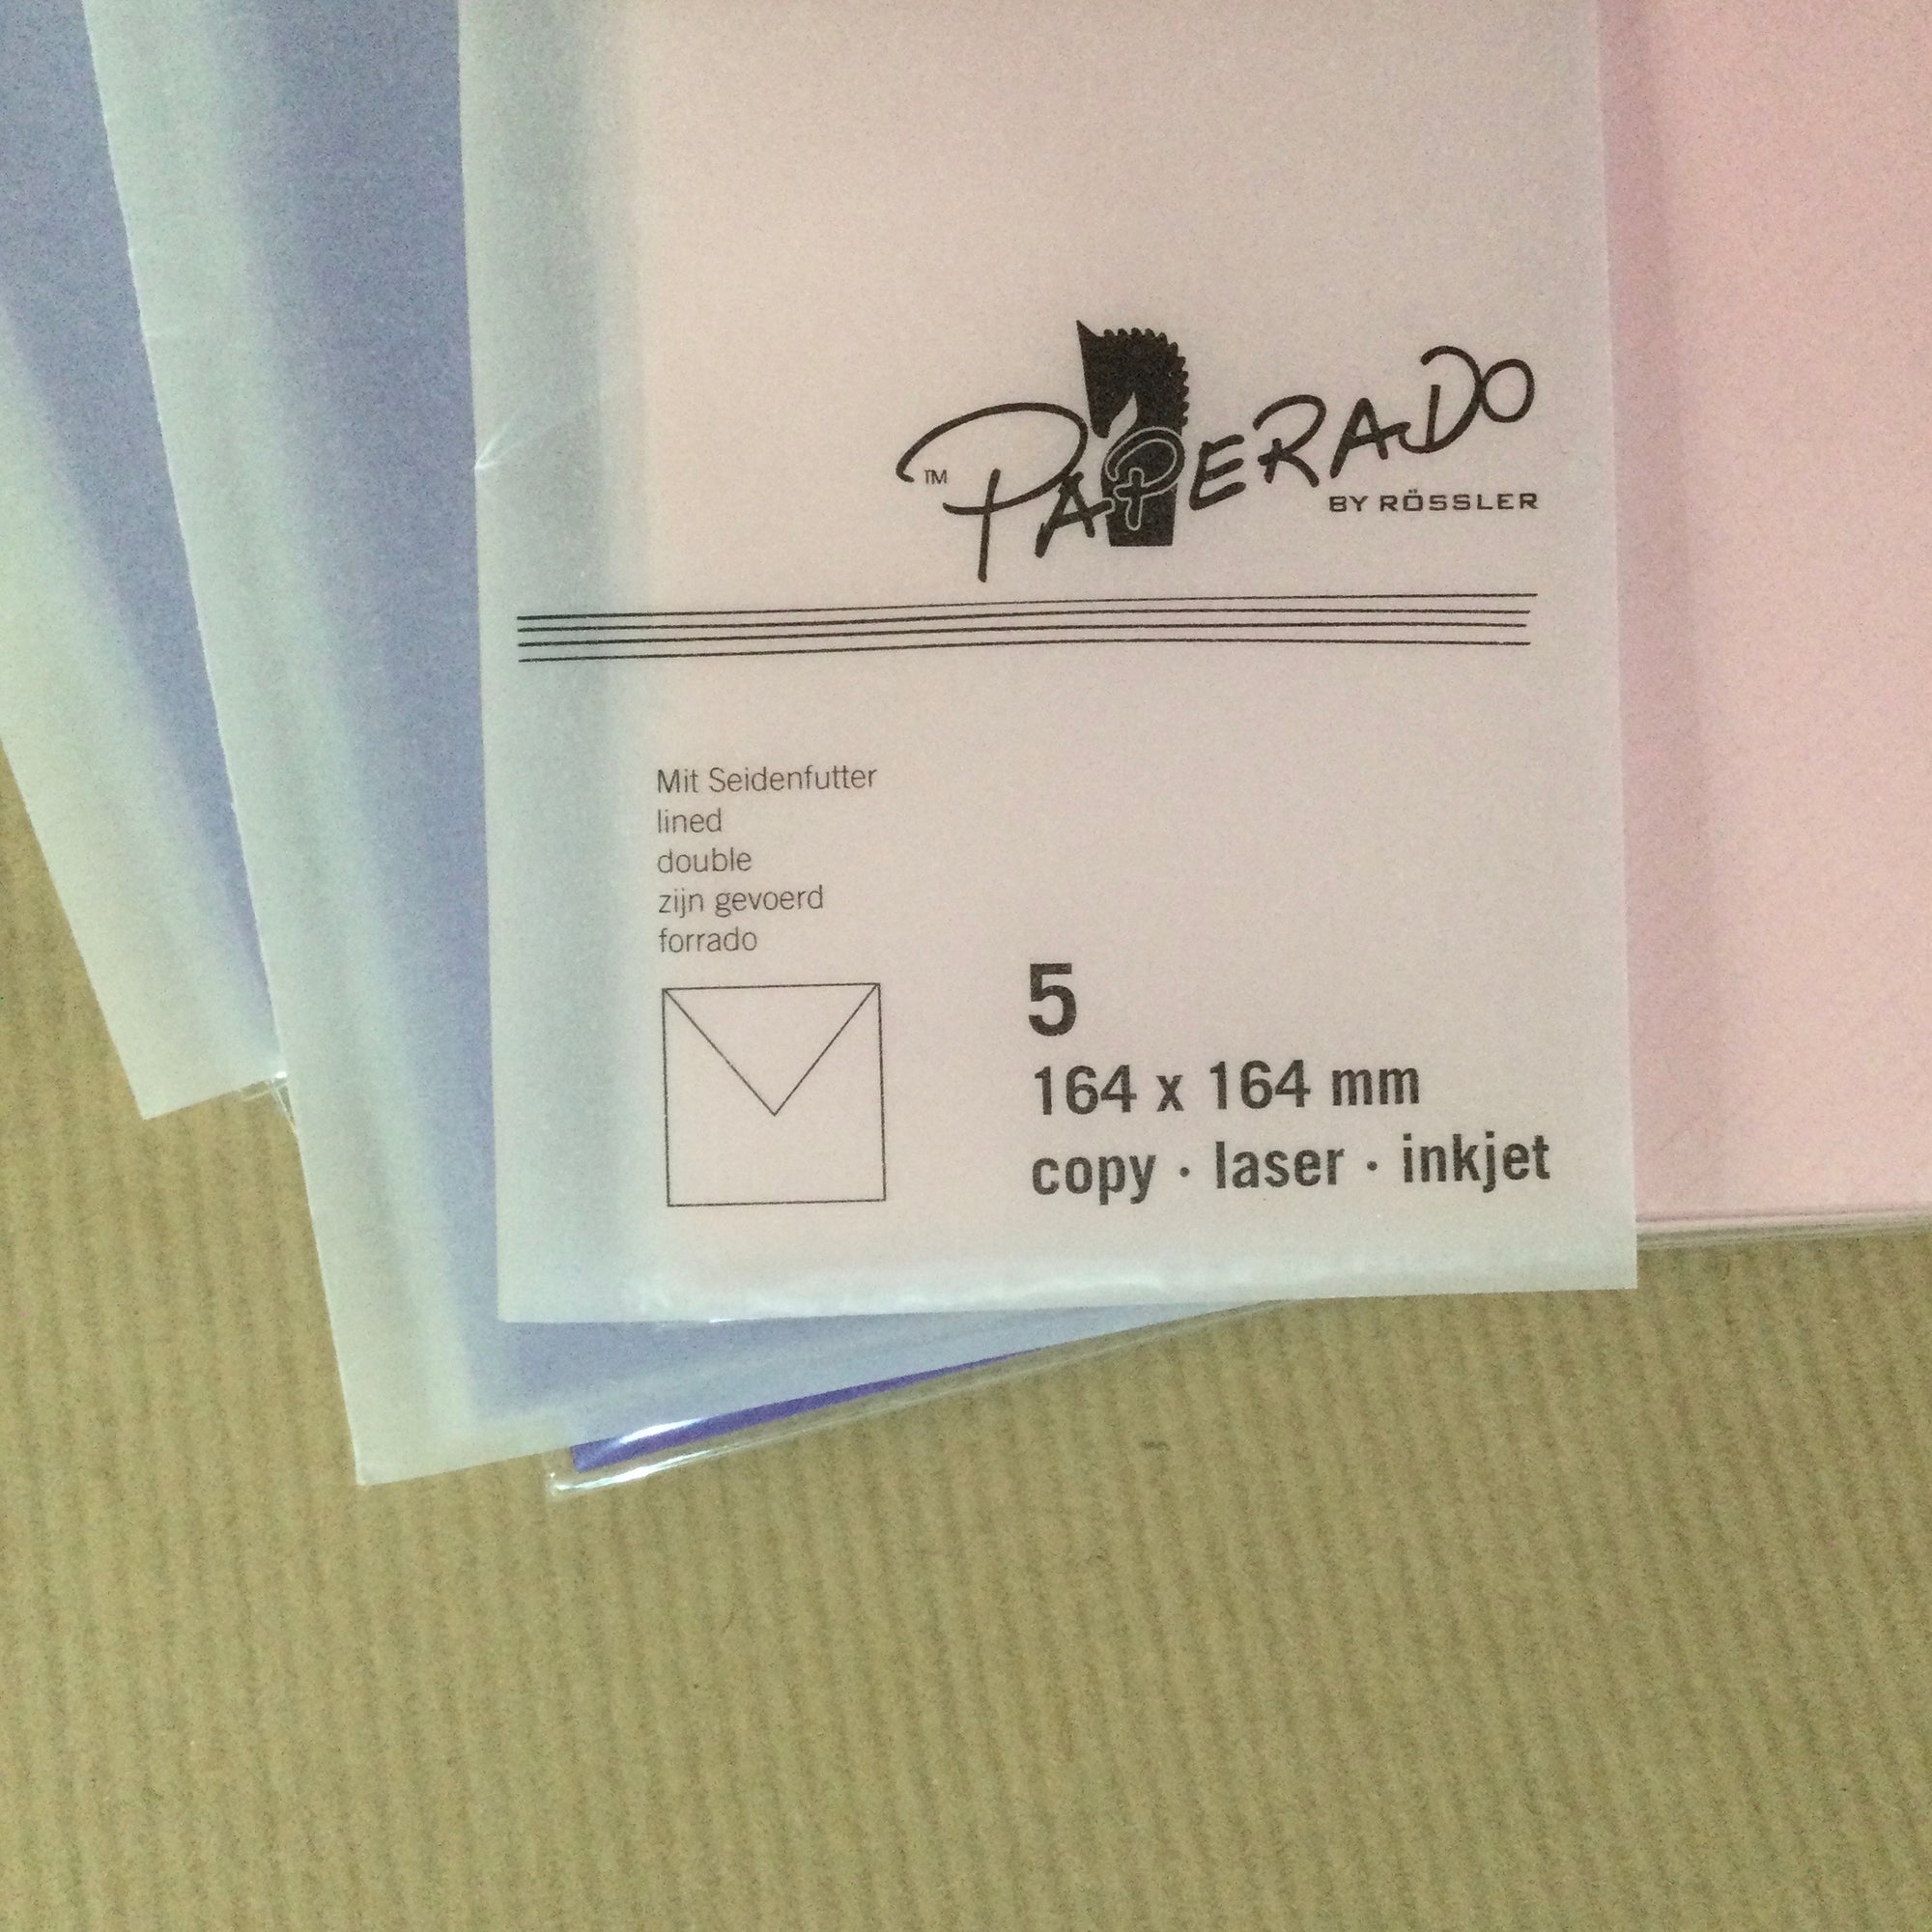 ™ PAPERADO
BY RÖSSLER
Mit Seidenfutter
lined
double
zijn gevoerd
forrado
5
164 x 164 mm
copy · laser · inkjet